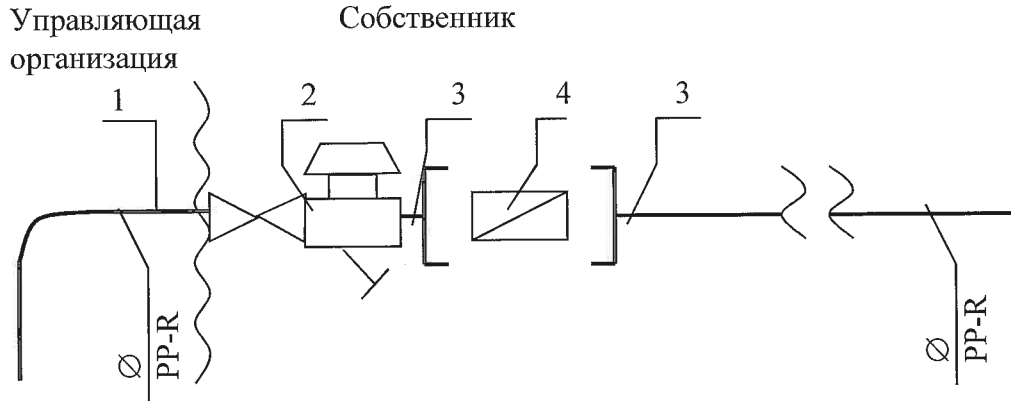 Управляющая
организация
Собственник
1
2
3
4
3
∅
PP-R
∅
PP-R